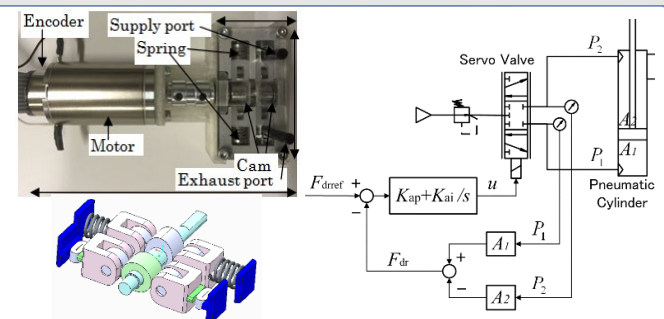 Encoder
Supply port
Spring
Motor
Cam
Exhaust port
Servo Valve
P2
A2
A1
P1
Pneumatic
Cylinder
Fdrref
+
−
Kap+Kai/s
u
Fdr
+
−
A1
P1
A2
P2